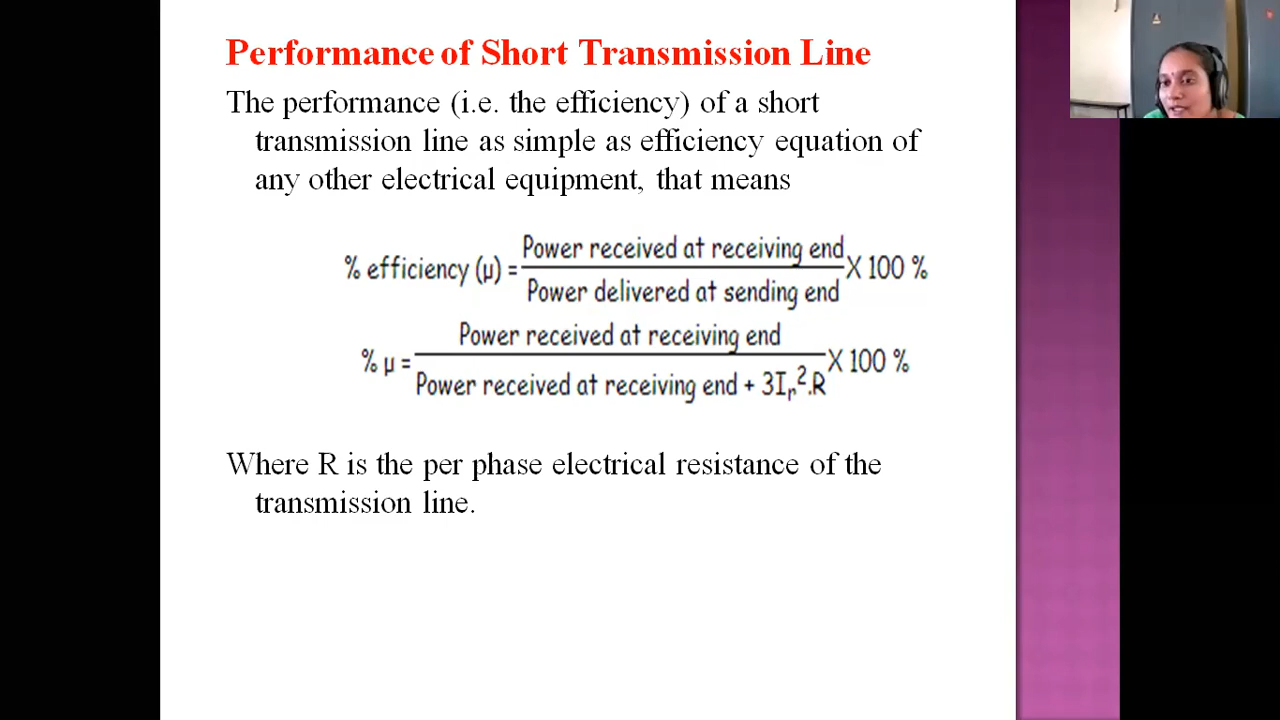 Performance of Short Transmission Line
The performance (i.e. the efficiency) of a short
transmission line as simple as efficiency equation of
any other electrical equipment, that means
% efficiency (μ) = Power received at receiving end / Power delivered at sending end X 100 %
% μ = Power received at receiving end / Power received at receiving end + 3Iᵣ².R X 100 %
Where R is the per phase electrical resistance of the
transmission line.